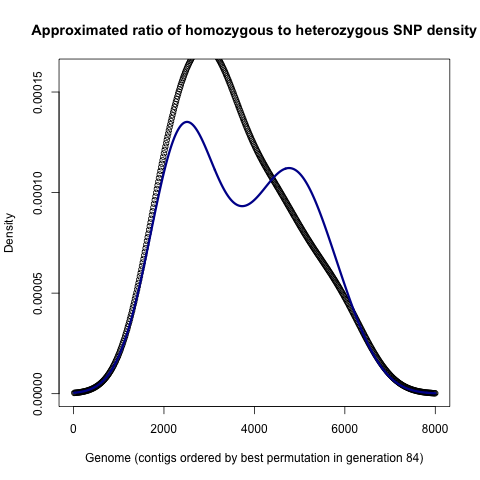 Approximated ratio of homozygous to heterozygous SNP density
0.00015
0.00010
0.00005
0.00000
Density
0 2000 4000 6000 8000
Genome (contigs ordered by best permutation in generation 84)